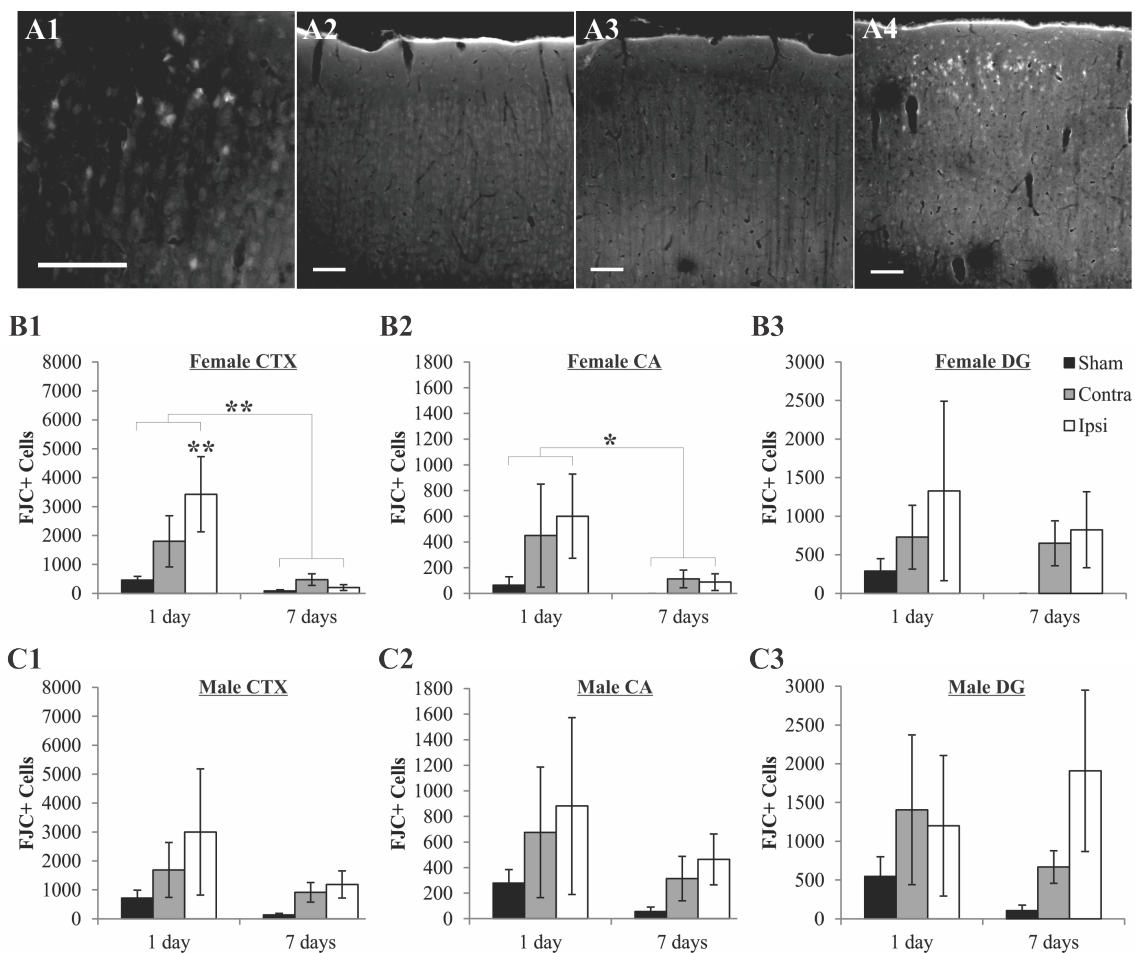 A1 A2 A3 A4
B1 B2 B3
Female CTX
FJC+ Cells
8000
7000
6000
5000
4000
3000
2000
1000
0
**
**
1 day 7 days
Female CA
FJC+ Cells
1800
1600
1400
1200
1000
800
600
400
200
0
*
1 day 7 days
Female DG
FJC+ Cells
3000
2500
2000
1500
1000
500
0
1 day 7 days
Sham
Contra
Ipsi
C1 C2 C3
Male CTX
FJC+ Cells
8000
7000
6000
5000
4000
3000
2000
1000
0
1 day 7 days
Male CA
FJC+ Cells
1800
1600
1400
1200
1000
800
600
400
200
0
1 day 7 days
Male DG
FJC+ Cells
3000
2500
2000
1500
1000
500
0
1 day 7 days